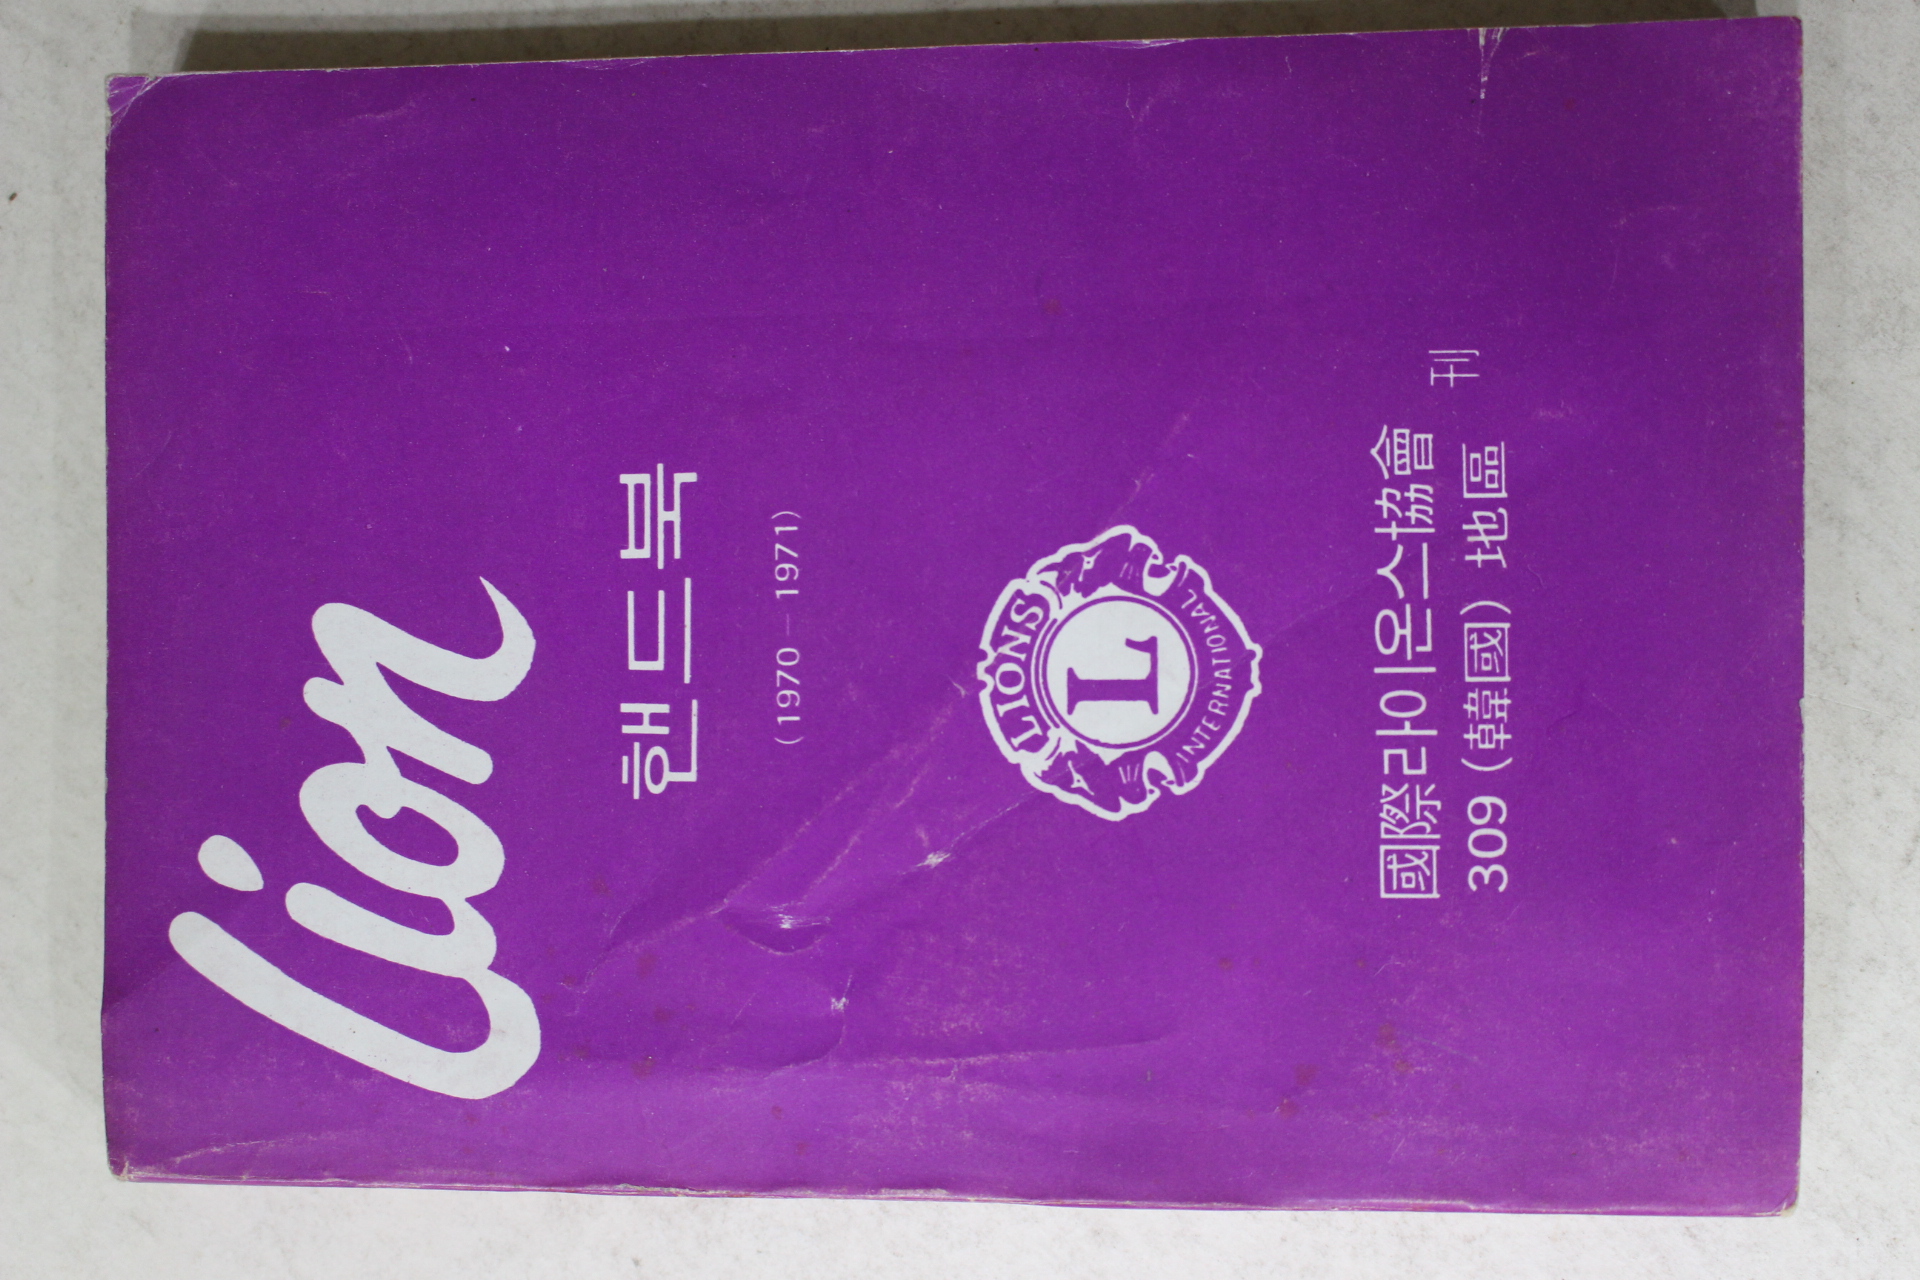 lion
핸드북
(1970–1971)
LIONS
L
INTERNATIONAL
國際라이온스協會
309 (韓國) 地區
刊